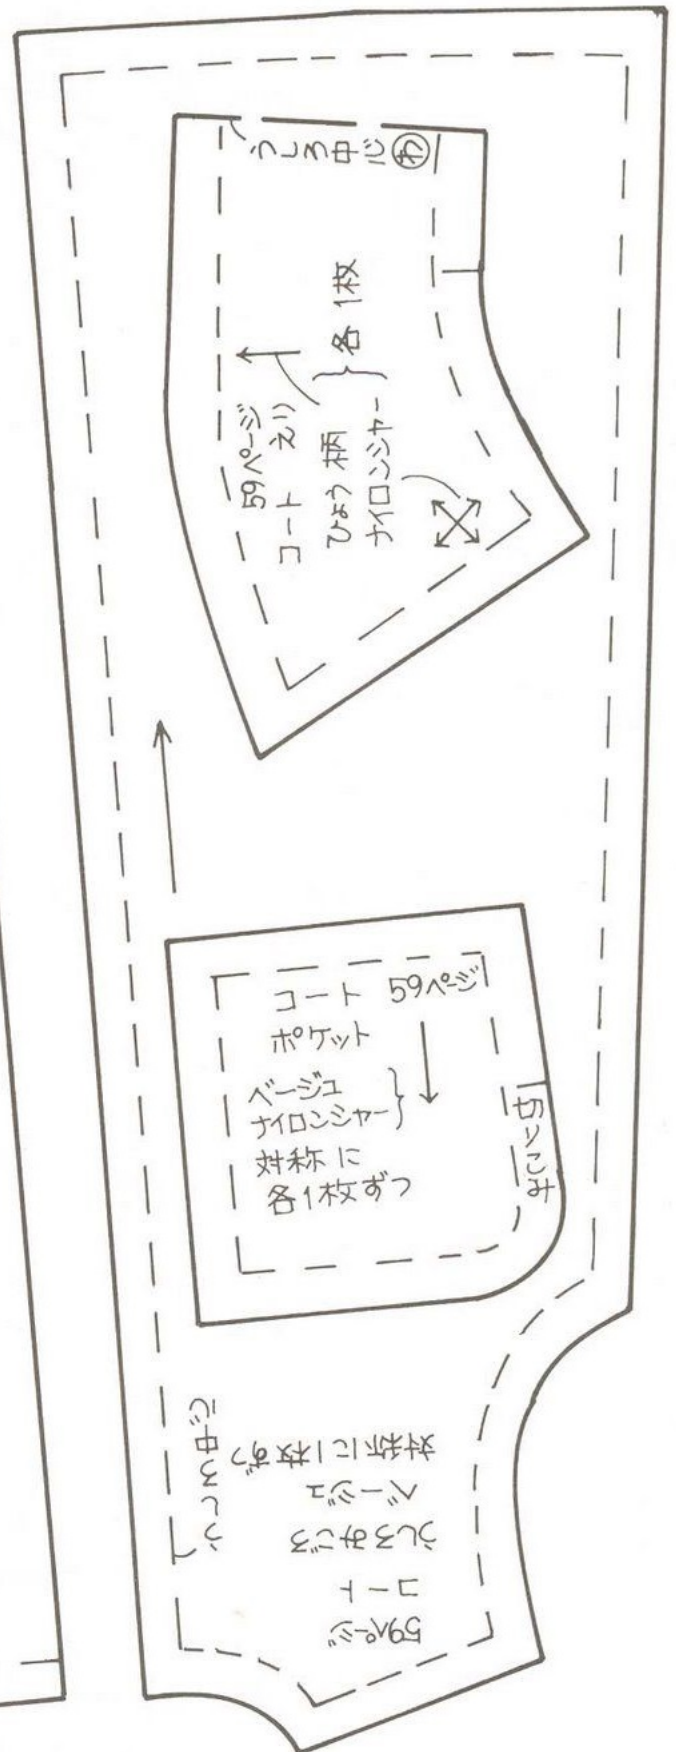 うしろ中心 わ
59ページ
コート えり
ひょう柄
ナイロンシャー
各1枚
コート 59ページ
ポケット
ベージュ
ナイロンシャー
対称に
各1枚ずつ
切りこみ
うしろ中心
59ページ
コート
うしろみごろ
ベージュ
対称に1枚ずつ